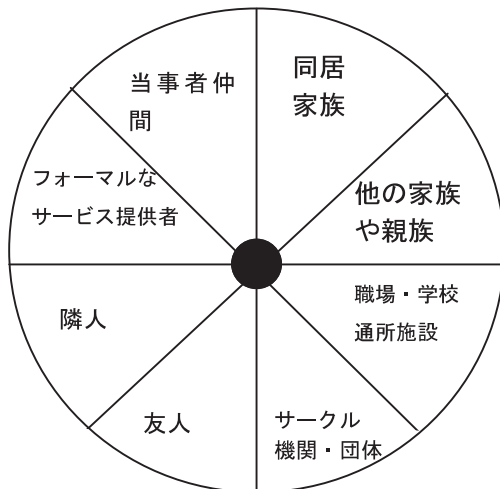 当事者仲
間
同居
家族
フォーマルな
サービス提供者
他の家族
や親族
職場・学校
通所施設
隣人
友人
サークル
機関・団体